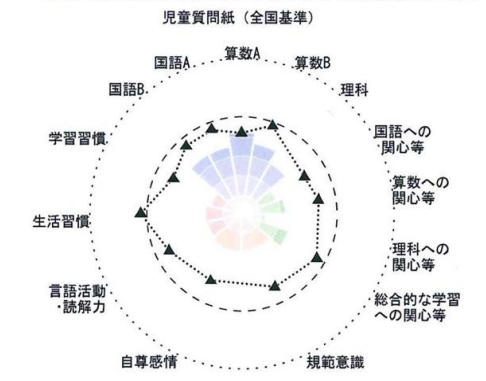 児童質問紙（全国基準）
算数A
国語A
算数B
国語B
理科
学習習慣
国語への
関心等
算数への
関心等
生活習慣
理科への
関心等
言語活動
・読解力
総合的な学習
への関心等
自尊感情
規範意識